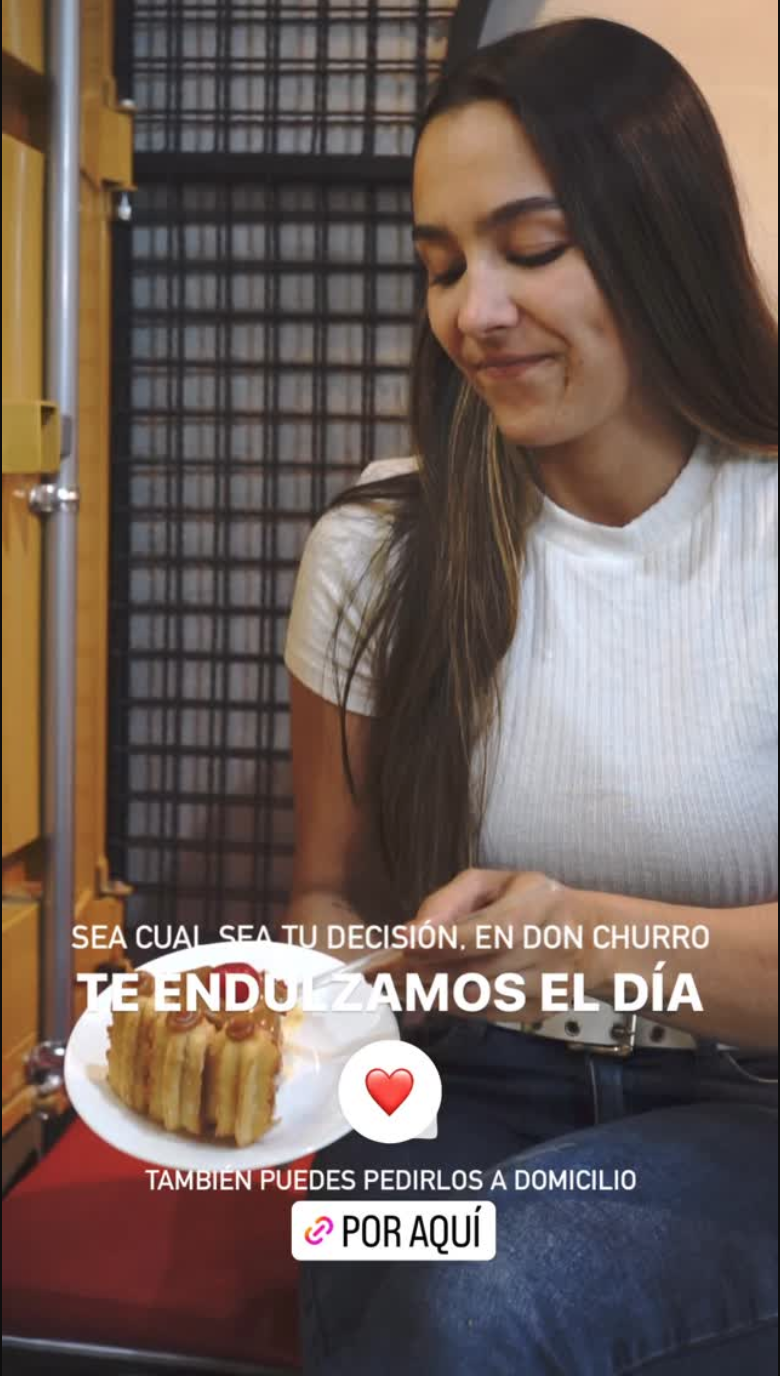 SEA CUAL SEA TU DECISIÓN, EN DON CHURRO
TE ENDULZAMOS EL DÍA
TAMBIÉN PUEDES PEDIRLOS A DOMICILIO
POR AQUÍ